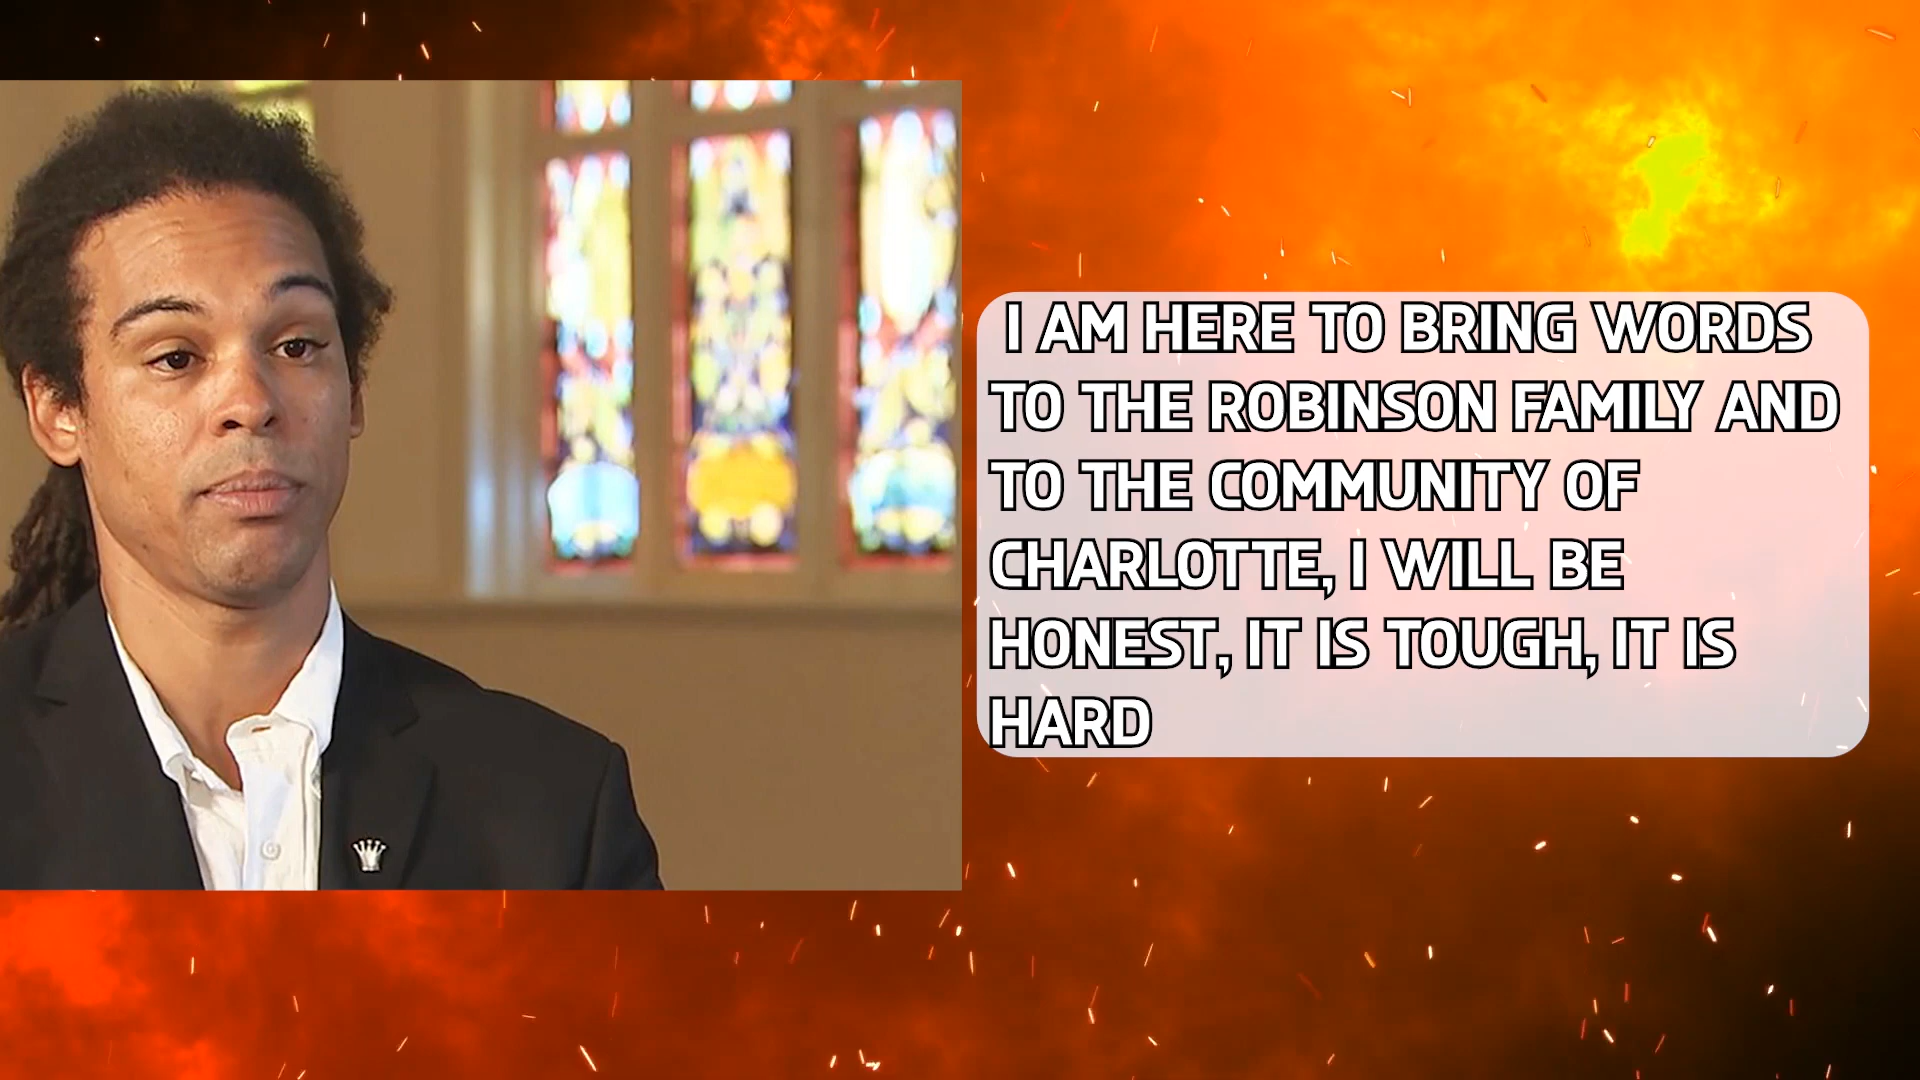 I AM HERE TO BRING WORDS
TO THE ROBINSON FAMILY AND
TO THE COMMUNITY OF
CHARLOTTE, I WILL BE
HONEST, IT IS TOUGH, IT IS
HARD